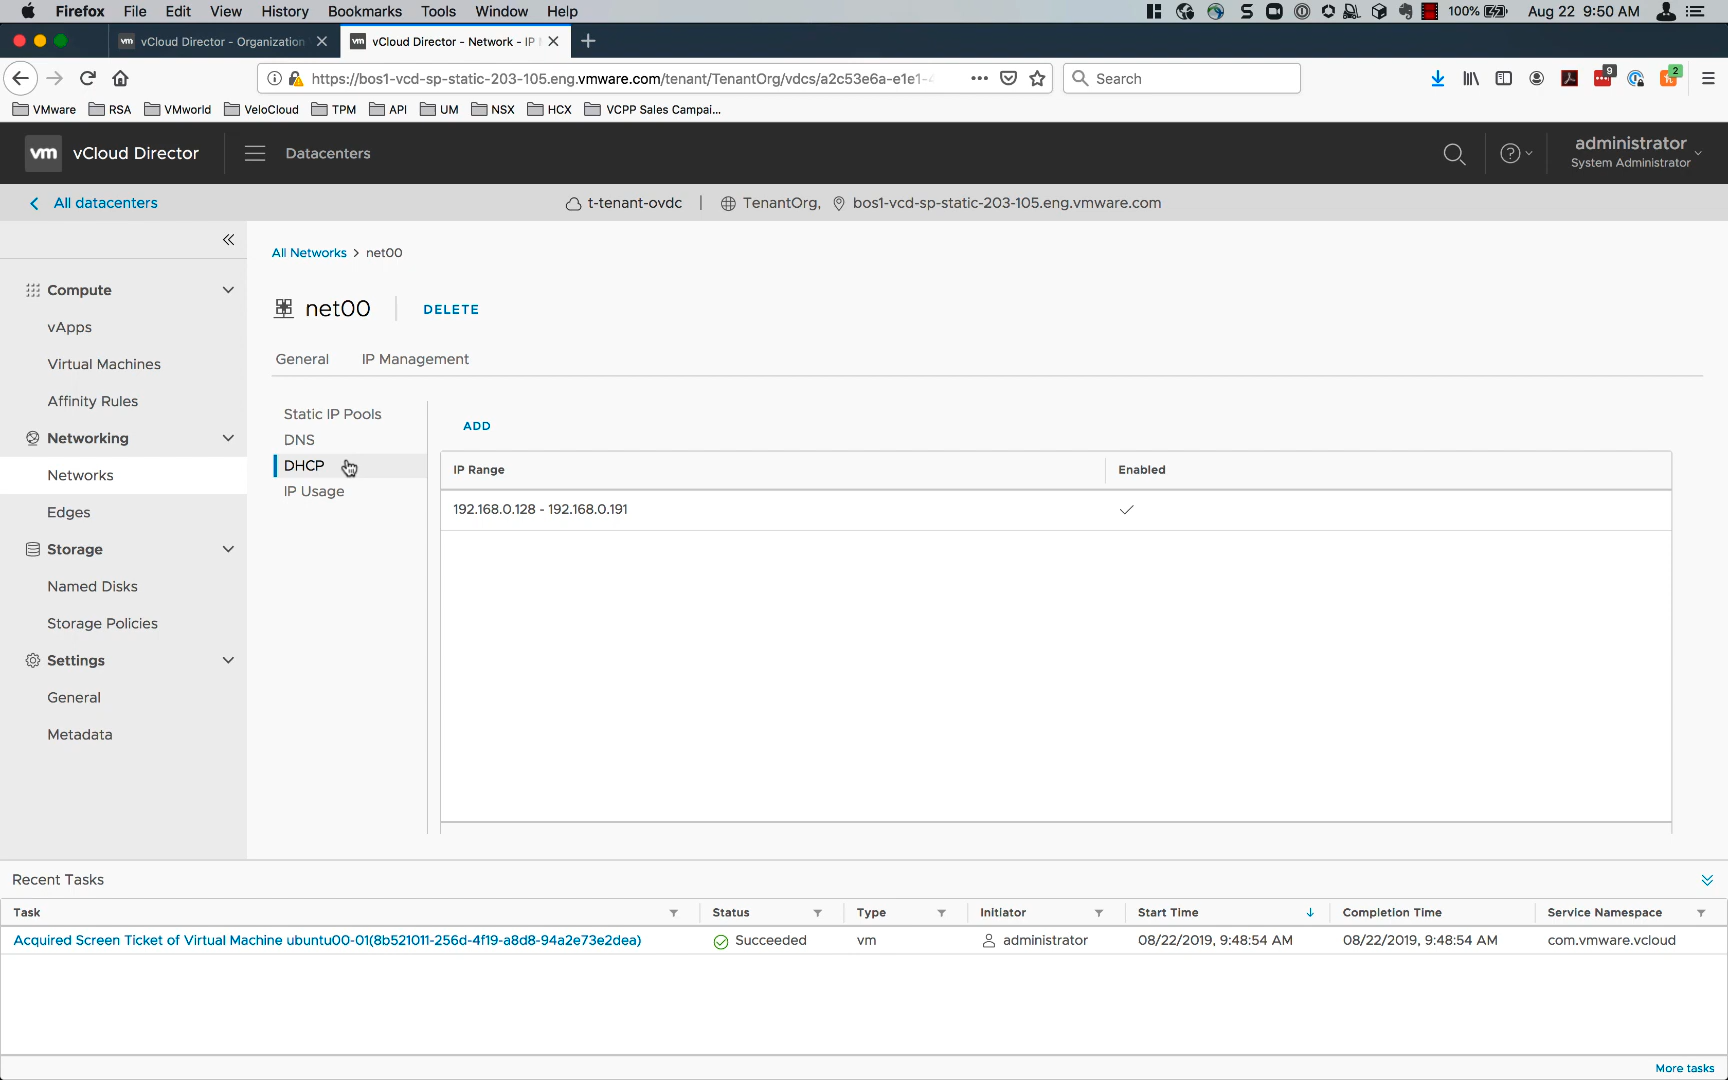 Firefox File Edit View History Bookmarks Tools Window Help 100% Aug 22 9:50 AM
vm vCloud Director - Organization vm vCloud Director - Network - IP
https://bos1-vcd-sp-static-203-105.eng.vmware.com/tenant/TenantOrg/vdcs/a2c53e6a-e1e1- Search 9 2
VMware RSA VMworld VeloCloud TPM API UM NSX HCX VCPP Sales Campai...
vm vCloud Director Datacenters administrator
System Administrator
All datacenters t-tenant-ovdc | TenantOrg, bos1-vcd-sp-static-203-105.eng.vmware.com
All Networks > net00
Compute
vApps
Virtual Machines
Affinity Rules
Networking
Networks
Edges
Storage
Named Disks
Storage Policies
Settings
General
Metadata
net00 DELETE
General IP Management
Static IP Pools
DNS
DHCP
IP Usage
ADD
IP Range Enabled
192.168.0.128 - 192.168.0.191
Recent Tasks
Task Status Type Initiator Start Time Completion Time Service Namespace
Acquired Screen Ticket of Virtual Machine ubuntu00-01(8b521011-256d-4f19-a8d8-94a2e73e2dea) Succeeded vm administrator 08/22/2019, 9:48:54 AM 08/22/2019, 9:48:54 AM com.vmware.vcloud
More tasks